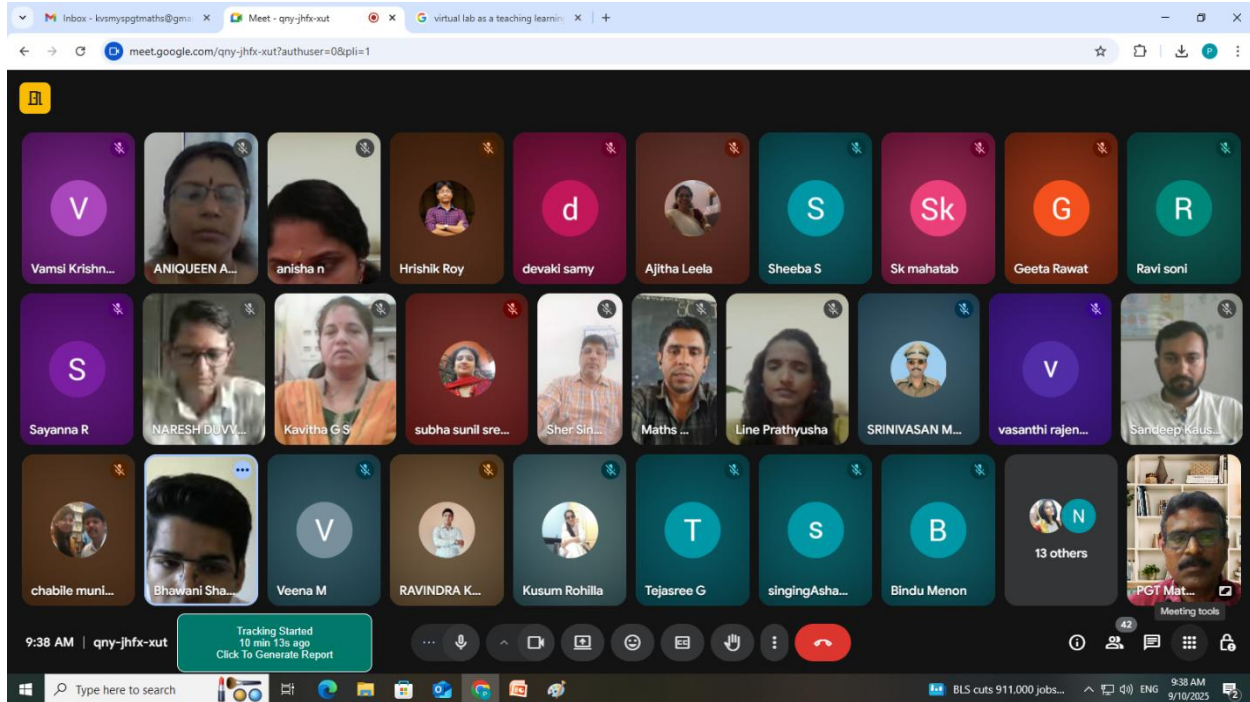 Inbox - kvsmyspgtmaths@gma
Meet - qny-jhfx-xut
virtual lab as a teaching learnin
meet.google.com/qny-jhfx-xut?authuser=0&pli=1
P
V
Vamsi Krishn...
ANIQUEEN A...
anisha n
Hrishik Roy
d
devaki samy
Ajitha Leela
S
Sheeba S
Sk
Sk mahatab
G
Geeta Rawat
R
Ravi soni
S
Sayanna R
NARESH DUVV...
Kavitha G S
subha sunil sre...
Sher Sin...
Maths ...
Line Prathyusha
SRINIVASAN M...
v
vasanthi rajen...
Sandeep Kaus...
chabile muni...
Bhawani Sha...
V
Veena M
RAVINDRA K...
Kusum Rohilla
T
Tejasree G
s
singingAsha...
B
Bindu Menon
N
13 others
PGT Mat...
Meeting tools
9:38 AM | qny-jhfx-xut
Tracking Started
10 min 13s ago
Click To Generate Report
CC
42
Type here to search
BLS cuts 911,000 jobs...
ENG
9:38 AM
9/10/2025
2